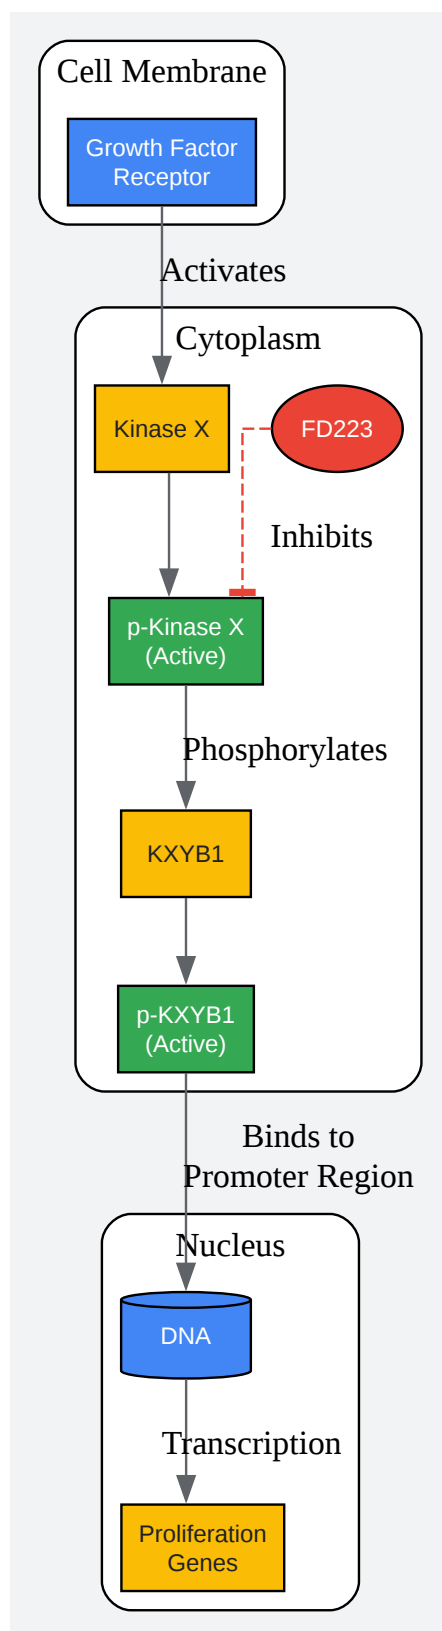 Cell Membrane
Growth Factor
Receptor
Activates
Cytoplasm
Kinase X
FD223
Inhibits
p-Kinase X
(Active)
Phosphorylates
KXYB1
p-KXYB1
(Active)
Binds to
Promoter Region
Nucleus
DNA
Transcription
Proliferation
Genes